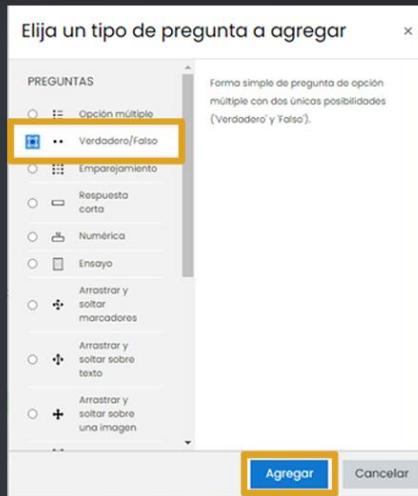 Elija un tipo de pregunta a agregar ×
PREGUNTAS
Opción múltiple
Verdadero/Falso
Emparejamiento
Respuesta
corta
Numérica
Ensayo
Arrastrar y
soltar
marcadores
Arrastrar y
soltar sobre
texto
Arrastrar y
soltar sobre
una imagen
Forma simple de pregunta de opción
múltiple con dos únicas posibilidades
('Verdadero' y 'Falso').
Agregar
Cancelar